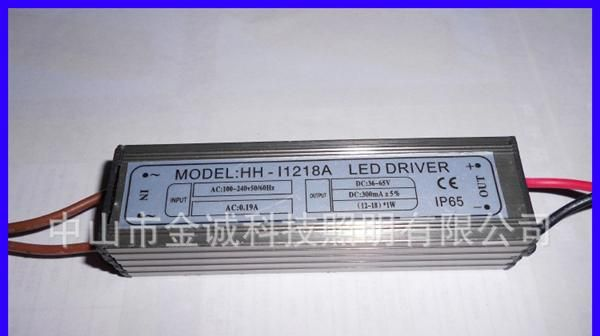 MODEL:HH-I1218A LED DRIVER
~ IN
INPUT
AC:100-240v50/60Hz
AC:0.19A
OUTPUT
DC:36-65V
DC:300mA±5%
(12-18)*1W
CE
IP65
+ OUT -
中山市金诚科技照明有限公司